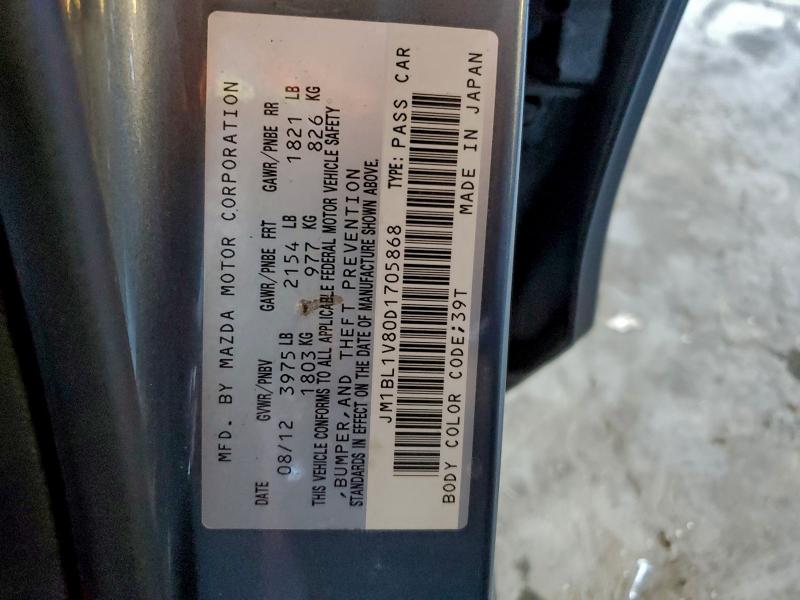 MFD. BY MAZDA MOTOR CORPORATION
DATE GVWR/PNBV GAWR/PNBE FRT GAWR/PNBE RR
08/12 3975 LB 2154 LB 1821 LB
1803 KG 977 KG 826 KG
THIS VEHICLE CONFORMS TO ALL APPLICABLE FEDERAL MOTOR VEHICLE SAFETY
,BUMPER, AND THEFT PREVENTION
STANDARDS IN EFFECT ON THE DATE OF MANUFACTURE SHOWN ABOVE.
JM1BL1V80D1705868 TYPE: PASS CAR
BODY COLOR CODE;39T MADE IN JAPAN